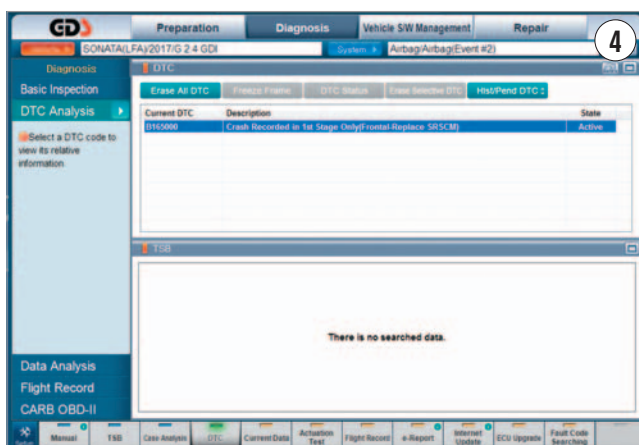 GDS
Preparation
Diagnosis
Vehicle S/W Management
Repair
4
SONATA(LFA)/2017/G 2.4 GDI
System
Airbag/Airbag(Event #2)
Diagnosis
Basic Inspection
DTC Analysis
Select a DTC code to
view its relative
information
Data Analysis
Flight Record
CARB OBD-II
DTC
Erase All DTC
Freeze Frame
DTC Status
Erase Selective DTC
Hist/Pend DTC
Current DTC
Description
State
B165000
Crash Recorded in 1st Stage Only(Frontal-Replace SRSCM)
Active
TSB
There is no searched data.
Setup
Manual
TSB
Case Analysis
DTC
Current Data
Actuation
Test
Flight Record
e-Report
Internet
Update
ECU Upgrade
Fault Code
Searching